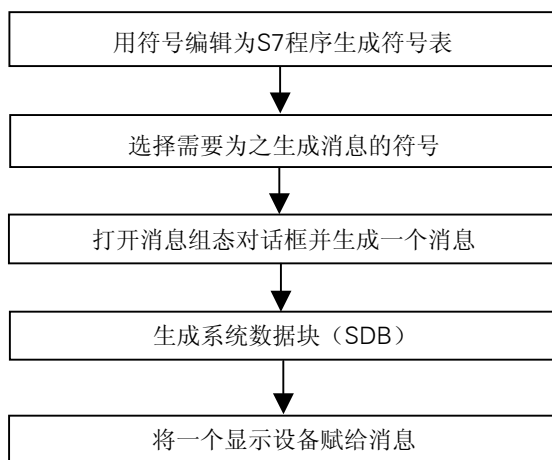 用符号编辑为S7程序生成符号表
选择需要为之生成消息的符号
打开消息组态对话框并生成一个消息
生成系统数据块（SDB）
将一个显示设备赋给消息